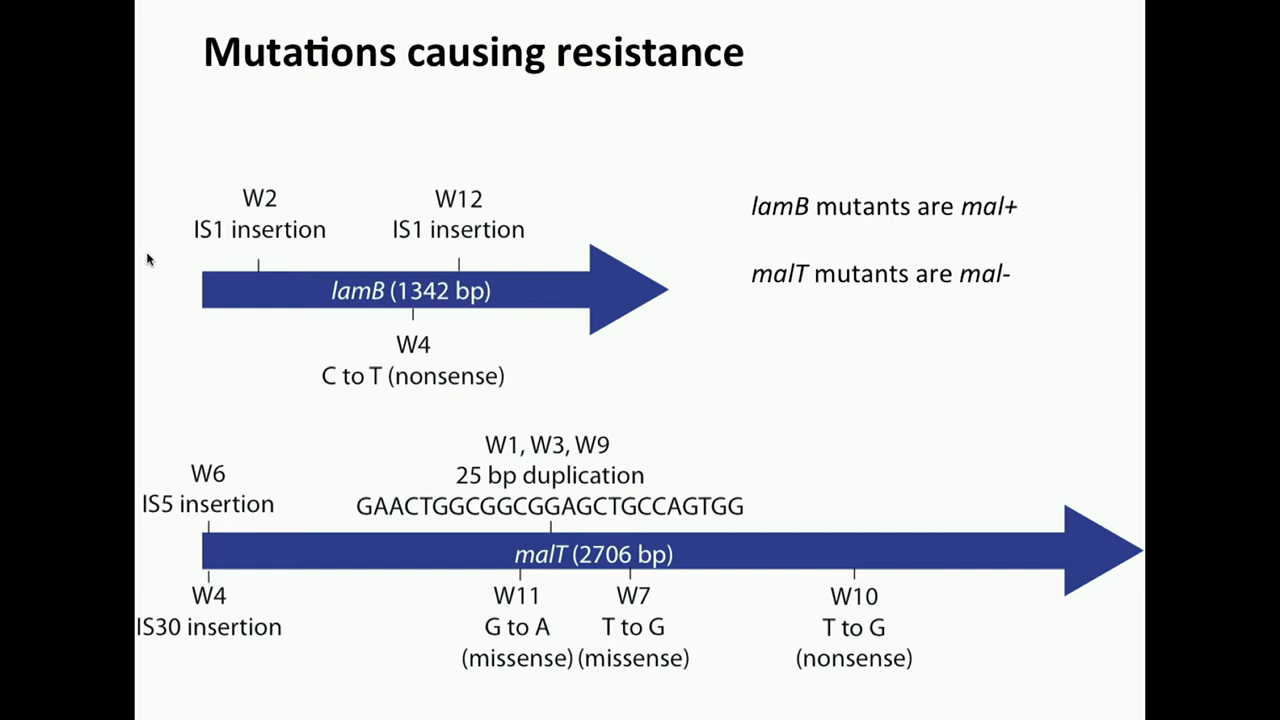 Mutations causing resistance
W2
IS1 insertion
W12
IS1 insertion
lamB mutants are mal+
malT mutants are mal-
lamB (1342 bp)
W4
C to T (nonsense)
W1, W3, W9
25 bp duplication
GAACTGGCGGCGGAGCTGCCAGTGG
W6
IS5 insertion
malT (2706 bp)
W4
IS30 insertion
W11
G to A
(missense)
W7
T to G
(missense)
W10
T to G
(nonsense)